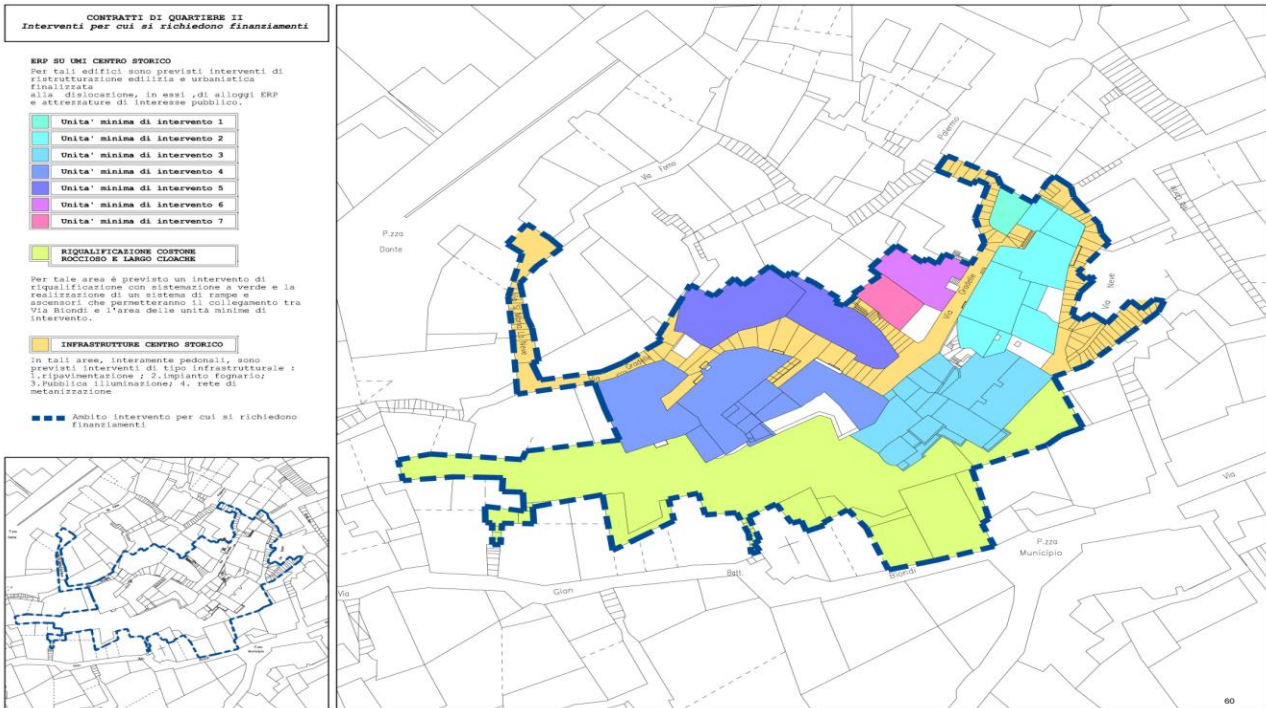 CONTRATTI DI QUARTIERE II
Interventi per cui si richiedono finanziamenti
ERP SU UMI CENTRO STORICO
Per tali edifici sono previsti interventi di
ristrutturazione edilizia e urbanistica
finalizzata
alla dislocazione, in essi ,di alloggi ERP
e attrezzature di interesse pubblico.
Unita' minima di intervento 1
Unita' minima di intervento 2
Unita' minima di intervento 3
Unita' minima di intervento 4
Unita' minima di intervento 5
Unita' minima di intervento 6
Unita' minima di intervento 7
RIQUALIFICAZIONE COSTONE
ROCCIOSO E LARGO CLOACHE
Per tale area è previsto un intervento di
riqualificazione con sistemazione a verde e la
realizzazione di un sistema di rampe e
ascensori che permetteranno il collegamento tra
Via Biondi e l'area delle unità minime di
intervento.
INFRASTRUTTURE CENTRO STORICO
In tali aree, interamente pedonali, sono
previsti interventi di tipo infrastrutturale :
1.ripavimentazione ; 2.impianto fognario;
3.Pubblica illuminazione; 4. rete di
metanizzazione
Ambito intervento per cui si richiedono
finanziamenti
Palermo
Via Forno
P.zza
Dante
Via Neve
Via Gradelle
Via Gradelle
P.zza
Municipio
Via
Via Gian Batt. Biondi
60